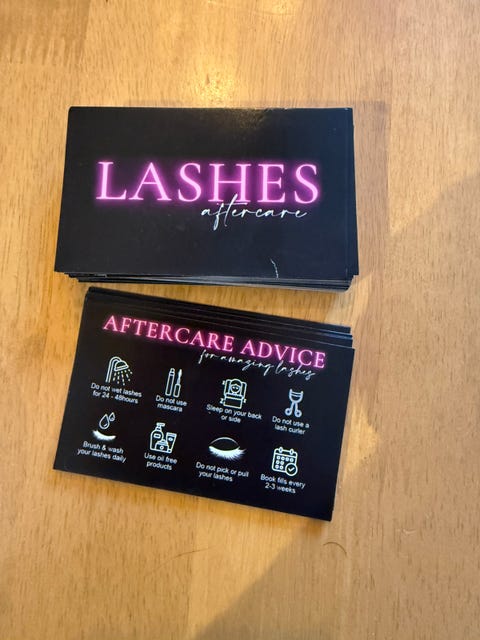 LASHES
aftercare
AFTERCARE ADVICE
for amazing lashes
Do not wet lashes
for 24 - 48hours
Do not use
mascara
Sleep on your back
or side
Do not use a
lash curler
Brush & wash
your lashes daily
Use oil free
products
Do not pick or pull
your lashes
Book fills every
2-3 weeks